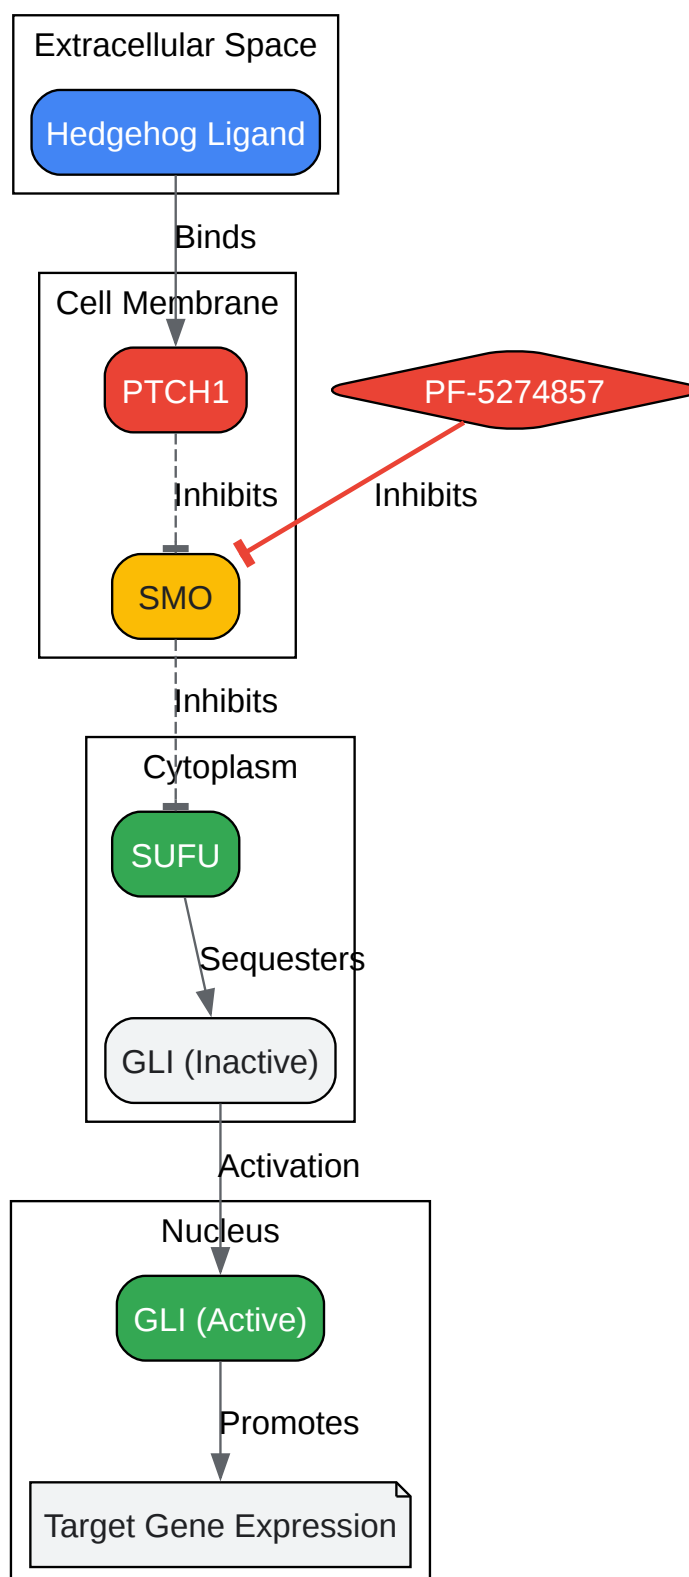 Extracellular Space
Hedgehog Ligand
Binds
Cell Membrane
PTCH1
PF-5274857
Inhibits
Inhibits
SMO
Inhibits
Cytoplasm
SUFU
Sequesters
GLI (Inactive)
Activation
Nucleus
GLI (Active)
Promotes
Target Gene Expression